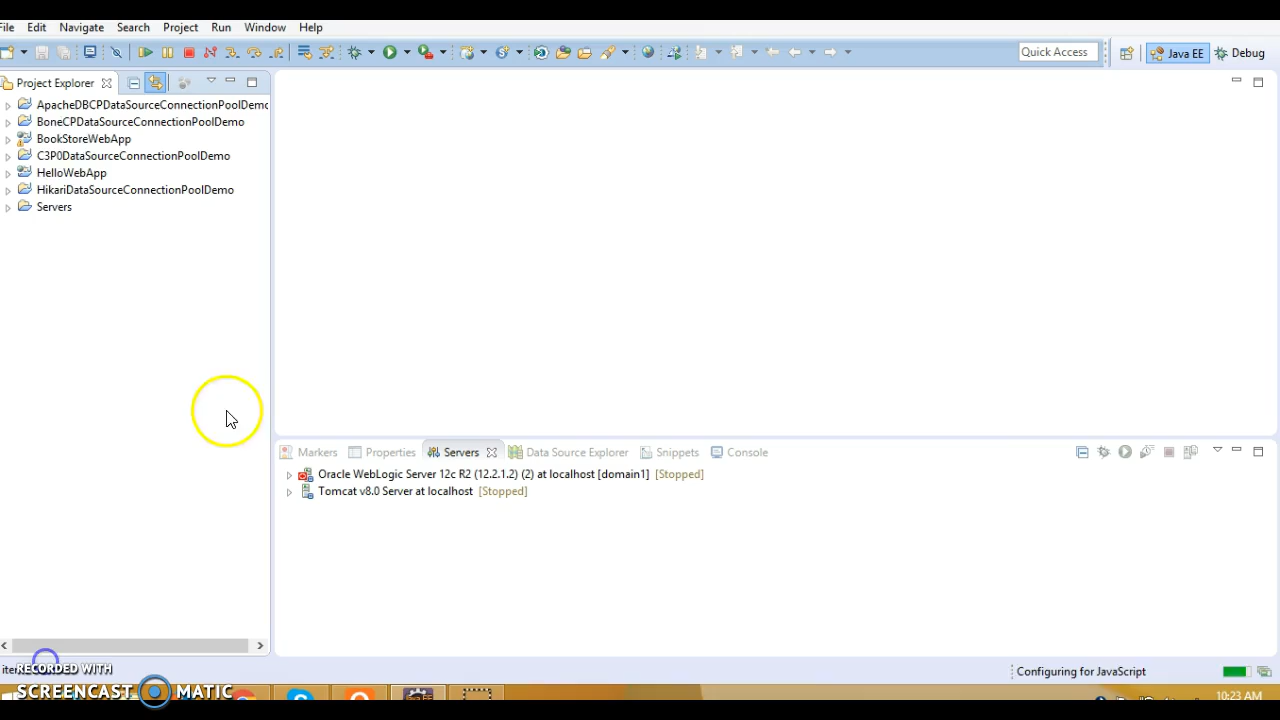 File Edit Navigate Search Project Run Window Help
Quick Access Java EE Debug
Project Explorer
ApacheDBCPDataSourceConnectionPoolDemo
BoneCPDataSourceConnectionPoolDemo
BookStoreWebApp
C3P0DataSourceConnectionPoolDemo
HelloWebApp
HikariDataSourceConnectionPoolDemo
Servers
Markers Properties Servers Data Source Explorer Snippets Console
Oracle WebLogic Server 12c R2 (12.2.1.2) (2) at localhost [domain1] [Stopped]
Tomcat v8.0 Server at localhost [Stopped]
Configuring for JavaScript
RECORDED WITH
SCREENCAST MATIC
10:23 AM